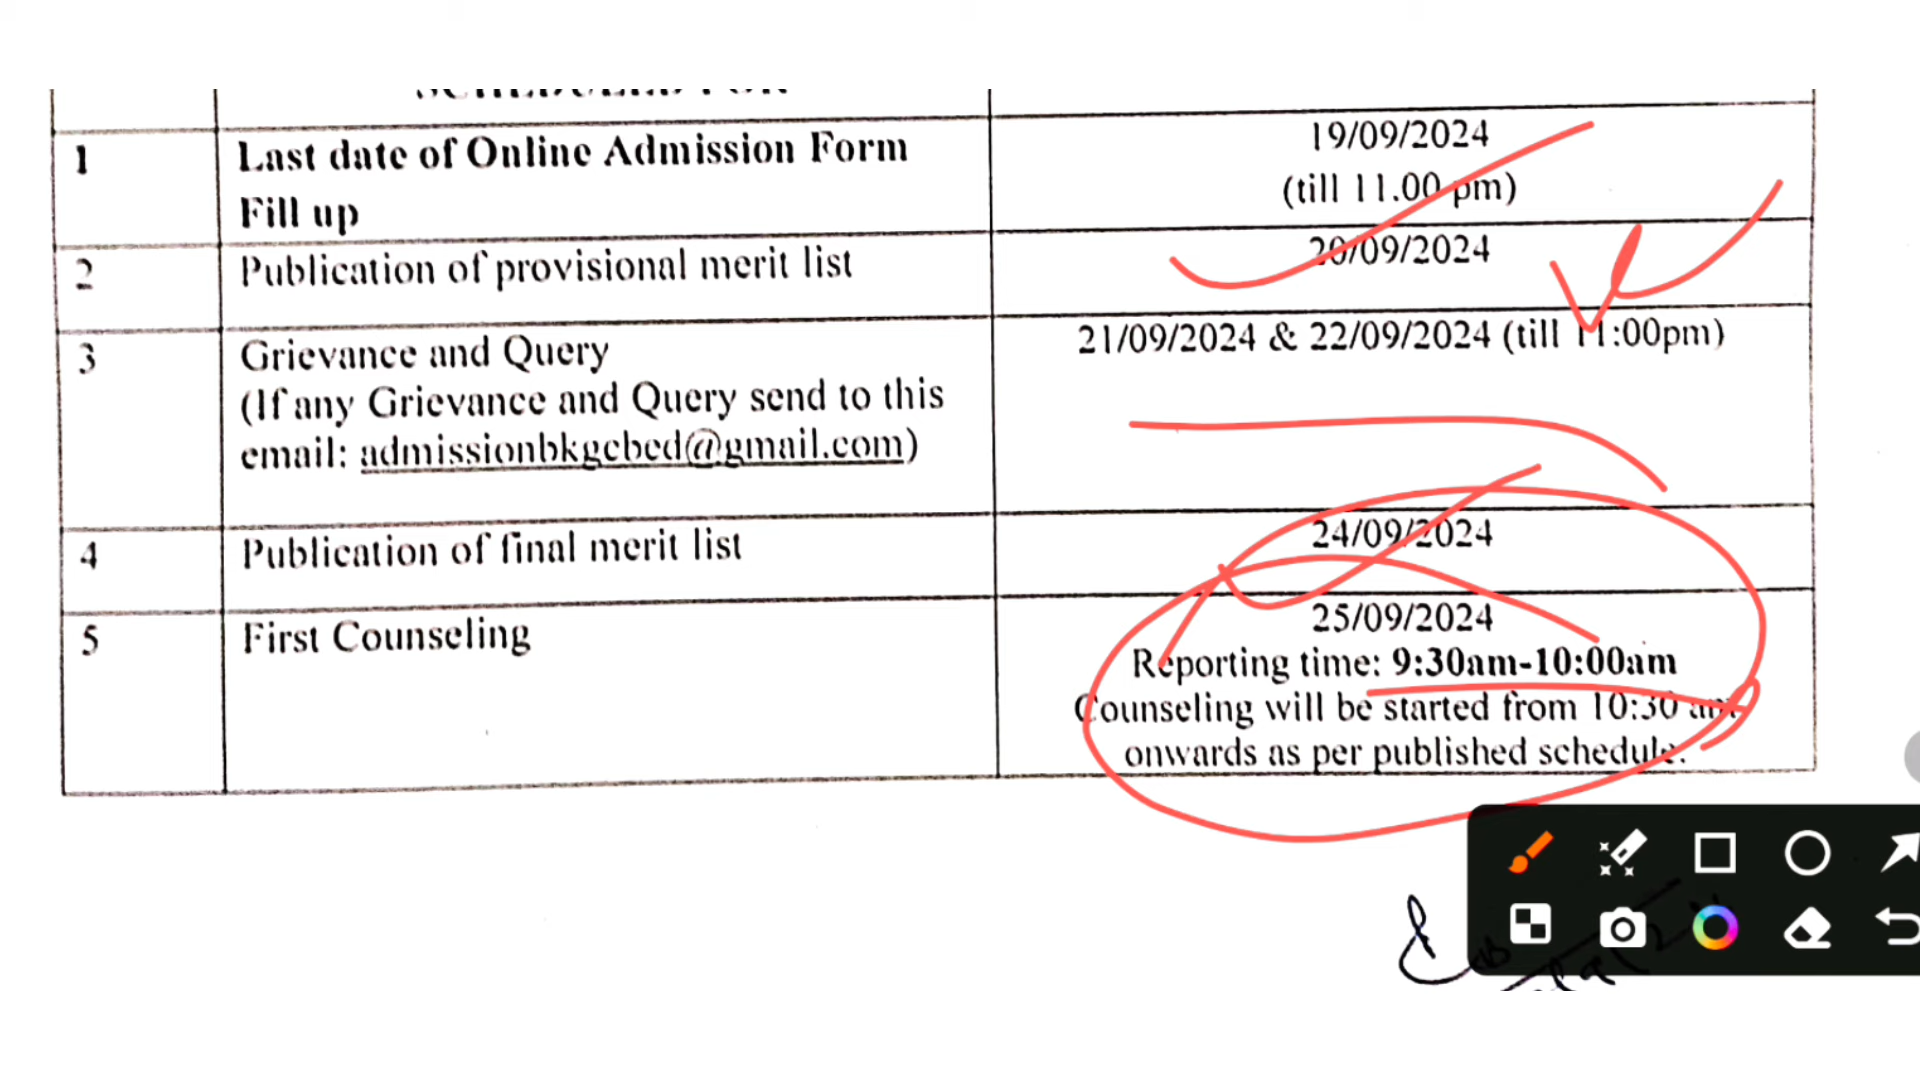 SCHEDULED FOR
1
Last date of Online Admission Form
Fill up
19/09/2024
(till 11.00 pm)
2
Publication of provisional merit list
20/09/2024
3
Grievance and Query
(If any Grievance and Query send to this
email: admissionbkgcbed@gmail.com)
21/09/2024 & 22/09/2024 (till 11:00pm)
4
Publication of final merit list
24/09/2024
5
First Counseling
25/09/2024
Reporting time: 9:30am-10:00am
Counseling will be started from 10:30 am
onwards as per published schedule.